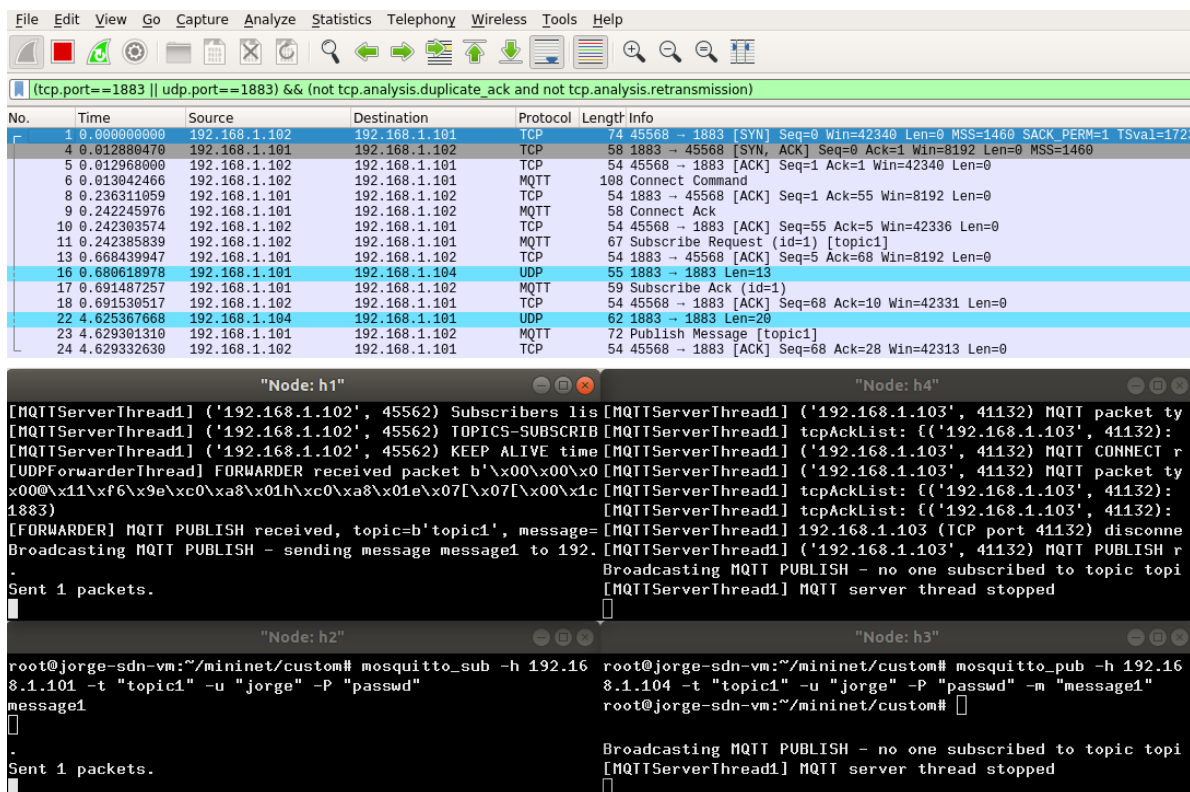 File Edit View Go Capture Analyze Statistics Telephony Wireless Tools Help
(tcp.port==1883 || udp.port==1883) && (not tcp.analysis.duplicate_ack and not tcp.analysis.retransmission)
No. Time Source Destination Protocol Length Info
1 0.000000000 192.168.1.102 192.168.1.101 TCP 74 45568 → 1883 [SYN] Seq=0 Win=42340 Len=0 MSS=1460 SACK_PERM=1 TSval=172
4 0.012880470 192.168.1.101 192.168.1.102 TCP 58 1883 → 45568 [SYN, ACK] Seq=0 Ack=1 Win=8192 Len=0 MSS=1460
5 0.012968000 192.168.1.102 192.168.1.101 TCP 54 45568 → 1883 [ACK] Seq=1 Ack=1 Win=42340 Len=0
6 0.013042466 192.168.1.102 192.168.1.101 MQTT 108 Connect Command
8 0.236311059 192.168.1.101 192.168.1.102 TCP 54 1883 → 45568 [ACK] Seq=1 Ack=55 Win=8192 Len=0
9 0.242245976 192.168.1.101 192.168.1.102 MQTT 58 Connect Ack
10 0.242303574 192.168.1.102 192.168.1.101 TCP 54 45568 → 1883 [ACK] Seq=55 Ack=5 Win=42336 Len=0
11 0.242385839 192.168.1.102 192.168.1.101 MQTT 67 Subscribe Request (id=1) [topic1]
13 0.668439947 192.168.1.101 192.168.1.102 TCP 54 1883 → 45568 [ACK] Seq=5 Ack=68 Win=8192 Len=0
16 0.680618978 192.168.1.101 192.168.1.104 UDP 55 1883 → 1883 Len=13
17 0.691487257 192.168.1.101 192.168.1.102 MQTT 59 Subscribe Ack (id=1)
18 0.691530517 192.168.1.102 192.168.1.101 TCP 54 45568 → 1883 [ACK] Seq=68 Ack=10 Win=42331 Len=0
22 4.625367668 192.168.1.104 192.168.1.101 UDP 62 1883 → 1883 Len=20
23 4.629301310 192.168.1.101 192.168.1.102 MQTT 72 Publish Message [topic1]
24 4.629332630 192.168.1.102 192.168.1.101 TCP 54 45568 → 1883 [ACK] Seq=68 Ack=28 Win=42313 Len=0
"Node: h1"
[MQTTServerThread1] ('192.168.1.102', 45562) Subscribers lis
[MQTTServerThread1] ('192.168.1.102', 45562) TOPICS-SUBSCRIB
[MQTTServerThread1] ('192.168.1.102', 45562) KEEP ALIVE time
[UDPForwarderThread] FORWARDER received packet b'\x00\x00\x0
x00@\x11\xf6\x9e\xc0\xa8\x01h\xc0\xa8\x01e\x07[\x07[\x00\x1c
1883)
[FORWARDER] MQTT PUBLISH received, topic=b'topic1', message=
Broadcasting MQTT PUBLISH - sending message message1 to 192.
.
Sent 1 packets.
"Node: h4"
[MQTTServerThread1] ('192.168.1.103', 41132) MQTT packet ty
[MQTTServerThread1] tcpAckList: {('192.168.1.103', 41132):
[MQTTServerThread1] ('192.168.1.103', 41132) MQTT CONNECT r
[MQTTServerThread1] ('192.168.1.103', 41132) MQTT packet ty
[MQTTServerThread1] tcpAckList: {('192.168.1.103', 41132):
[MQTTServerThread1] tcpAckList: {('192.168.1.103', 41132):
[MQTTServerThread1] 192.168.1.103 (TCP port 41132) disconne
[MQTTServerThread1] ('192.168.1.103', 41132) MQTT PUBLISH r
Broadcasting MQTT PUBLISH - no one subscribed to topic topi
[MQTTServerThread1] MQTT server thread stopped
"Node: h2"
root@jorge-sdn-vm:~/mininet/custom# mosquitto_sub -h 192.16
8.1.101 -t "topic1" -u "jorge" -P "passwd"
message1
.
Sent 1 packets.
"Node: h3"
root@jorge-sdn-vm:~/mininet/custom# mosquitto_pub -h 192.16
8.1.104 -t "topic1" -u "jorge" -P "passwd" -m "message1"
root@jorge-sdn-vm:~/mininet/custom#
Broadcasting MQTT PUBLISH - no one subscribed to topic topi
[MQTTServerThread1] MQTT server thread stopped